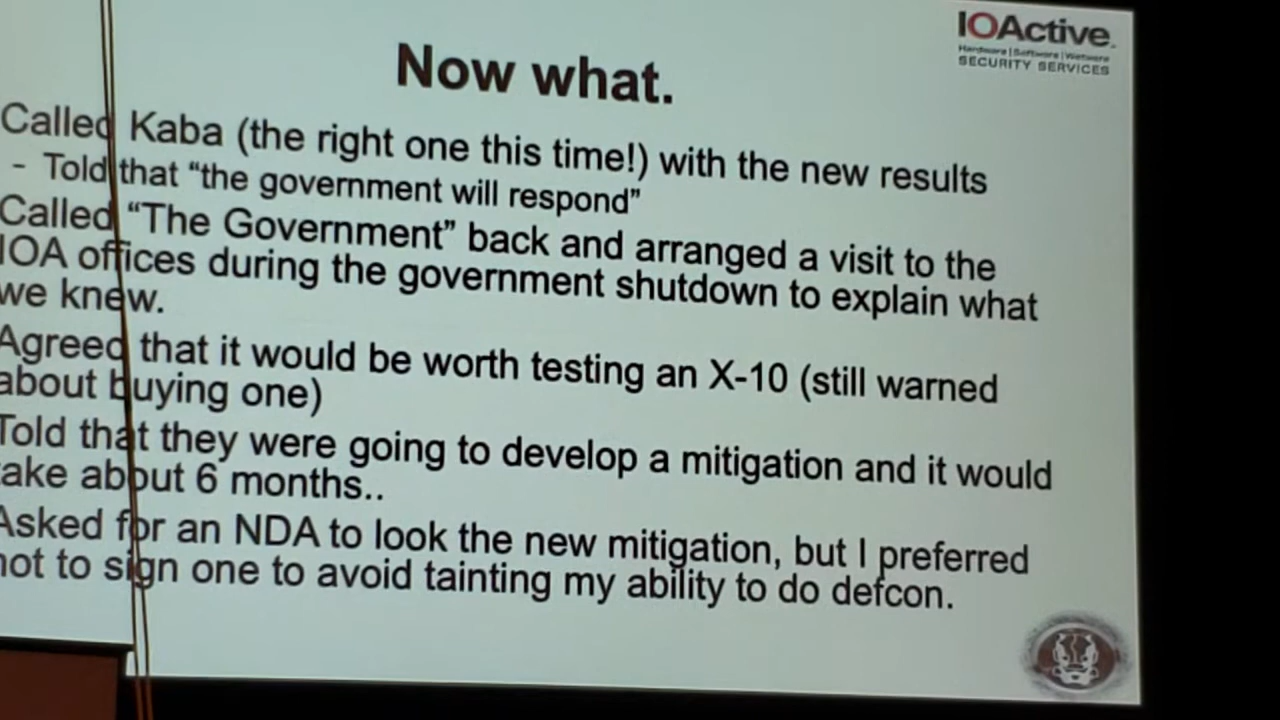 IOActive.
Hardware | Software | Wetware
SECURITY SERVICES
Now what.
Called Kaba (the right one this time!) with the new results
- Told that “the government will respond”
Called “The Government” back and arranged a visit to the
IOA offices during the government shutdown to explain what
we knew.
Agreed that it would be worth testing an X-10 (still warned
about buying one)
Told that they were going to develop a mitigation and it would
take about 6 months..
Asked for an NDA to look the new mitigation, but I preferred
not to sign one to avoid tainting my ability to do defcon.